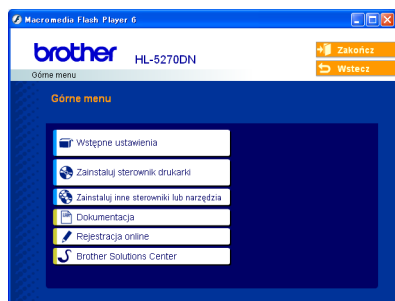 Macromedia Flash Player 6
brother HL-5270DN
Zakończ
Wstecz
Górne menu
Górne menu
Wstępne ustawienia
Zainstaluj sterownik drukarki
Zainstaluj inne sterowniki lub narzędzia
Dokumentacja
Rejestracja online
Brother Solutions Center